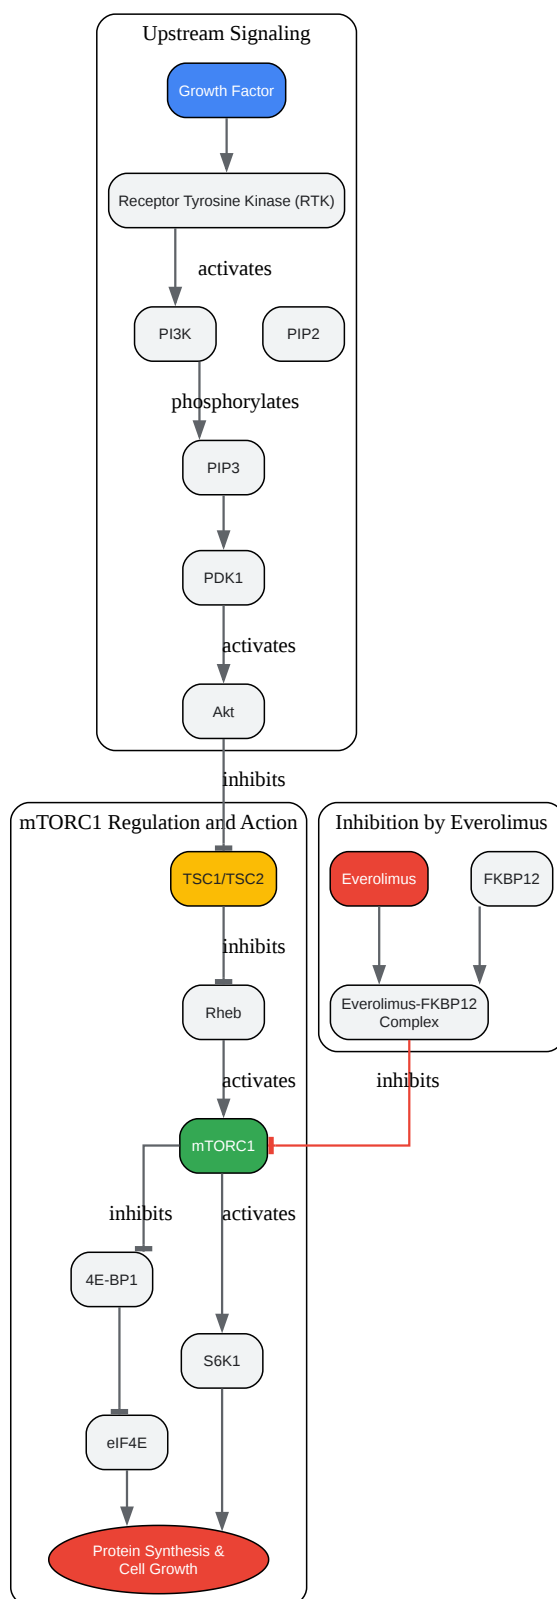 Upstream Signaling
Growth Factor
Receptor Tyrosine Kinase (RTK)
activates
PI3K
PIP2
phosphorylates
PIP3
PDK1
activates
Akt
inhibits
mTORC1 Regulation and Action
Inhibition by Everolimus
TSC1/TSC2
Everolimus
FKBP12
inhibits
Rheb
Everolimus-FKBP12
Complex
activates
inhibits
mTORC1
inhibits
activates
4E-BP1
S6K1
eIF4E
Protein Synthesis &
Cell Growth